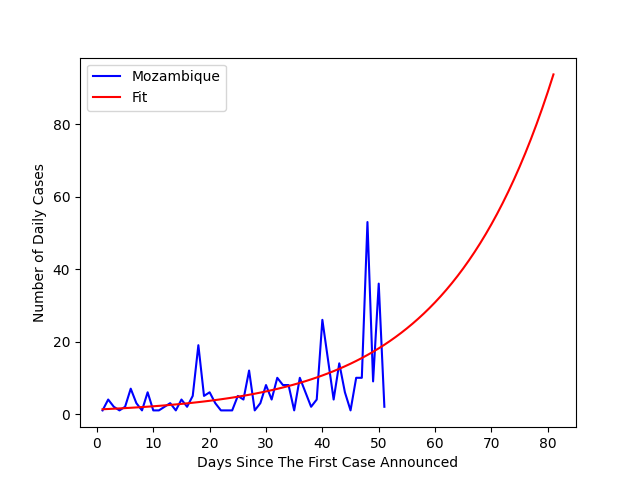 Mozambique
Fit
80
60
40
20
0
Number of Daily Cases
0 10 20 30 40 50 60 70 80
Days Since The First Case Announced